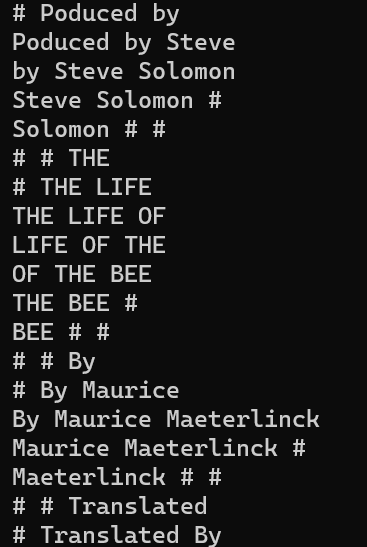 # Poduced by
Poduced by Steve
by Steve Solomon
Steve Solomon #
Solomon # #
# # THE
# THE LIFE
THE LIFE OF
LIFE OF THE
OF THE BEE
THE BEE #
BEE # #
# # By
# By Maurice
By Maurice Maeterlinck
Maurice Maeterlinck #
Maeterlinck # #
# # Translated
# Translated By